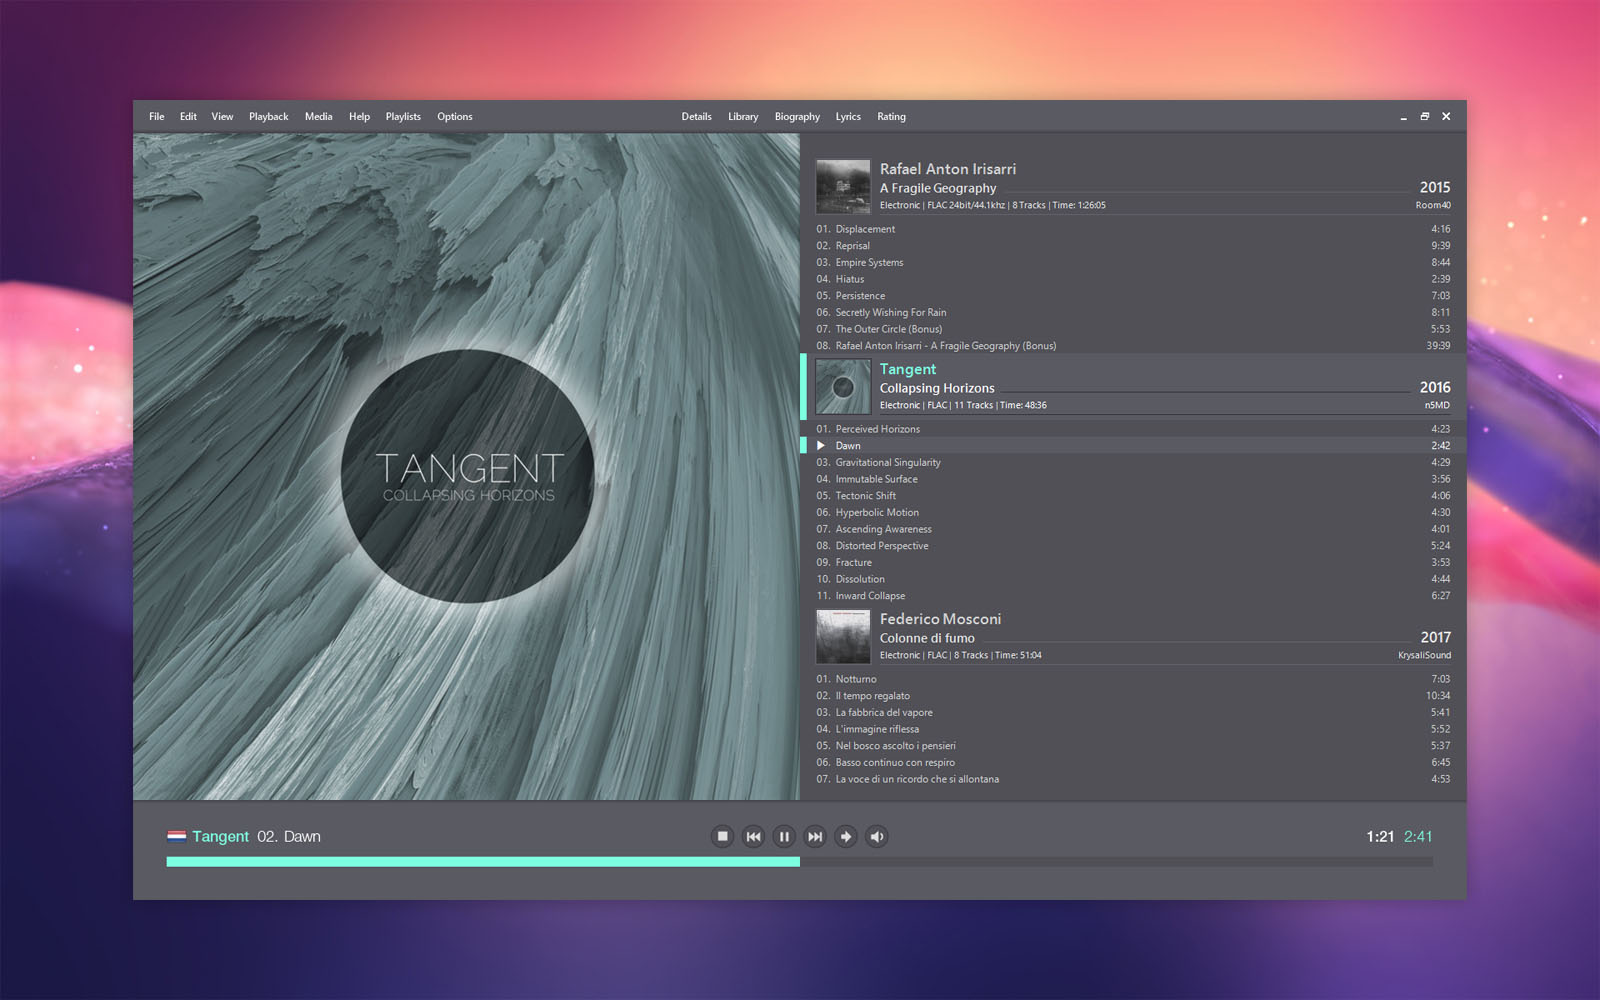 File Edit View Playback Media Help Playlists Options Details Library Biography Lyrics Rating
TANGENT
COLLAPSING HORIZONS
Rafael Anton Irisarri
A Fragile Geography 2015
Electronic | FLAC 24bit/44.1khz | 8 Tracks | Time: 1:26:05 Room40
01. Displacement 4:16
02. Reprisal 9:39
03. Empire Systems 8:44
04. Hiatus 2:39
05. Persistence 7:03
06. Secretly Wishing For Rain 8:11
07. The Outer Circle (Bonus) 5:53
08. Rafael Anton Irisarri - A Fragile Geography (Bonus) 39:39
Tangent
Collapsing Horizons 2016
Electronic | FLAC | 11 Tracks | Time: 48:36 n5MD
01. Perceived Horizons 4:23
Dawn 2:42
03. Gravitational Singularity 4:29
04. Immutable Surface 3:56
05. Tectonic Shift 4:06
06. Hyperbolic Motion 4:30
07. Ascending Awareness 4:01
08. Distorted Perspective 5:24
09. Fracture 3:53
10. Dissolution 4:44
11. Inward Collapse 6:27
Federico Mosconi
Colonne di fumo 2017
Electronic | FLAC | 8 Tracks | Time: 51:04 KrysaliSound
01. Notturno 7:03
02. Il tempo regalato 10:34
03. La fabbrica del vapore 5:41
04. L'immagine riflessa 5:52
05. Nel bosco ascolto i pensieri 5:37
06. Basso continuo con respiro 6:45
07. La voce di un ricordo che si allontana 4:53
Tangent 02. Dawn 1:21 2:41